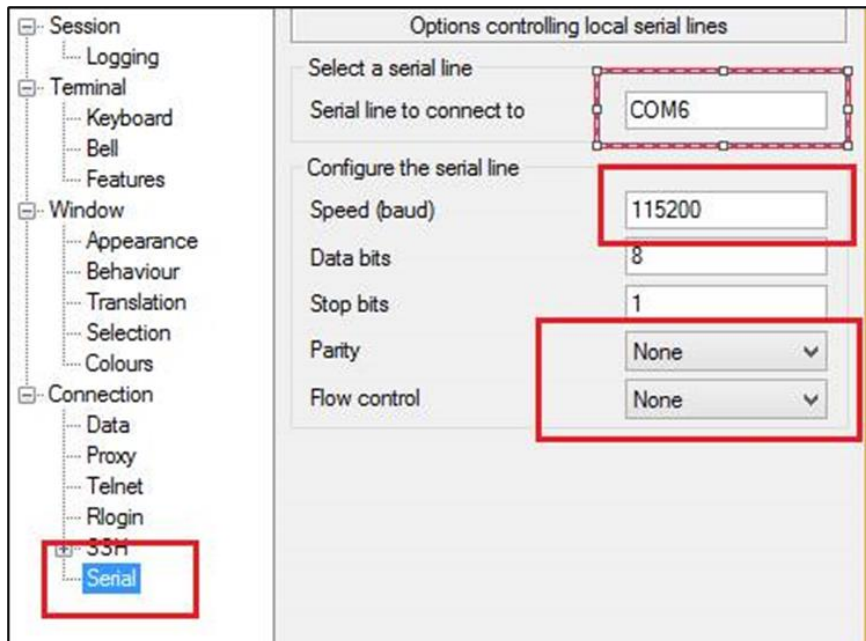 Session
Logging
Terminal
Keyboard
Bell
Features
Window
Appearance
Behaviour
Translation
Selection
Colours
Connection
Data
Proxy
Telnet
Rlogin
SSH
Serial
Options controlling local serial lines
Select a serial line
Serial line to connect to COM6
Configure the serial line
Speed (baud) 115200
Data bits 8
Stop bits 1
Parity None
Flow control None